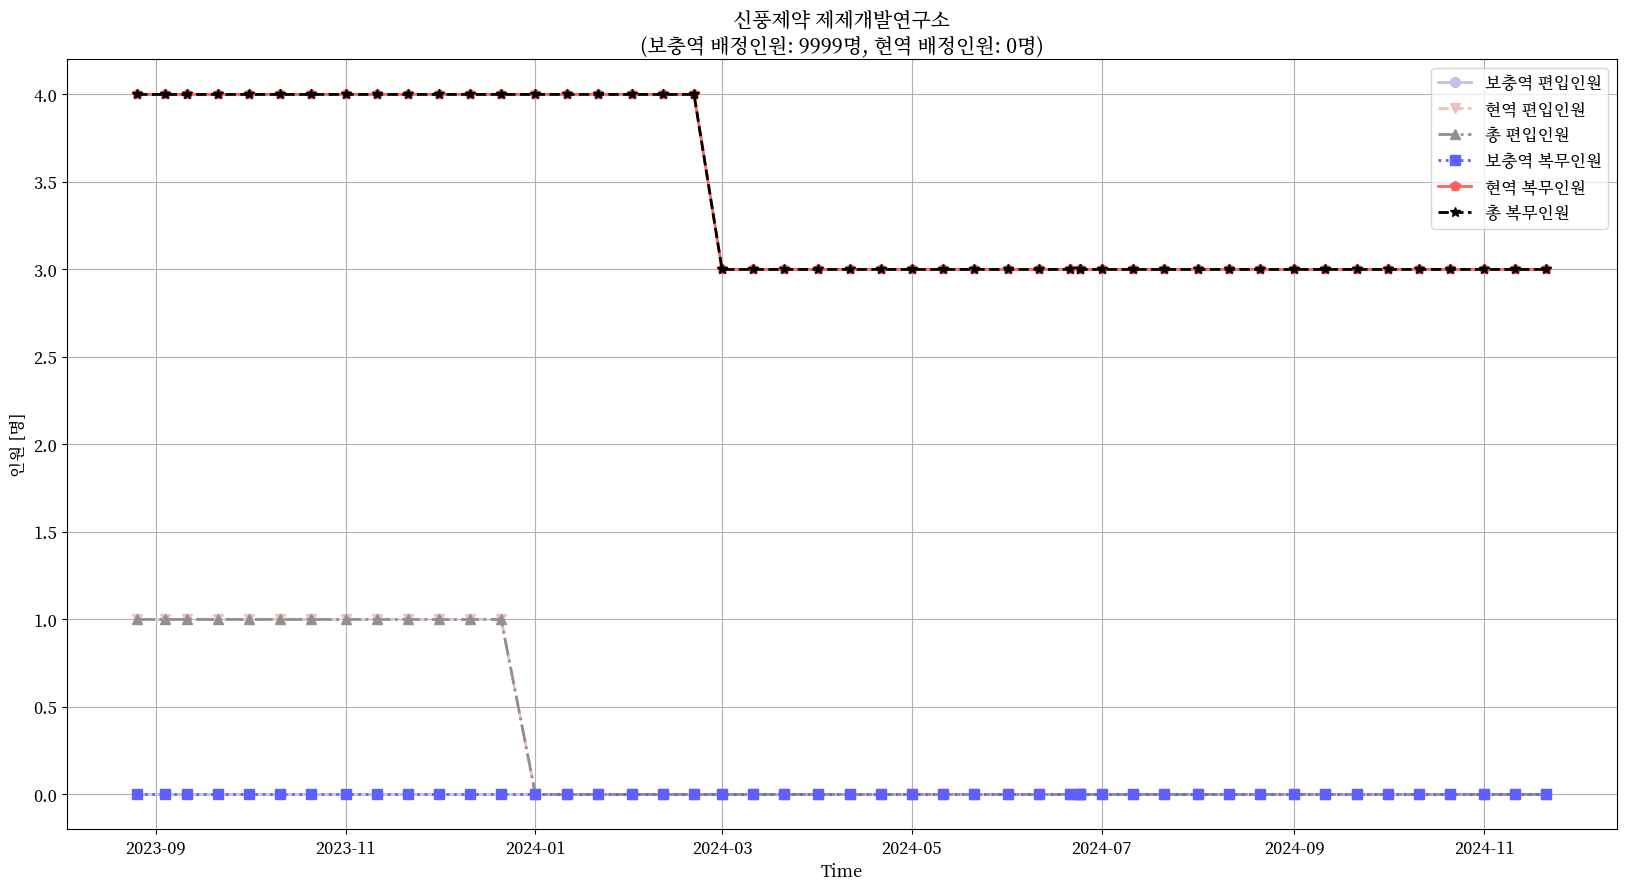 신풍제약 제제개발연구소
(보충역 배정인원: 9999명, 현역 배정인원: 0명)
보충역 편입인원
현역 편입인원
총 편입인원
보충역 복무인원
현역 복무인원
총 복무인원
4.0
3.5
3.0
2.5
2.0
1.5
1.0
0.5
0.0
인원 [명]
2023-09
2023-11
2024-01
2024-03
2024-05
2024-07
2024-09
2024-11
Time